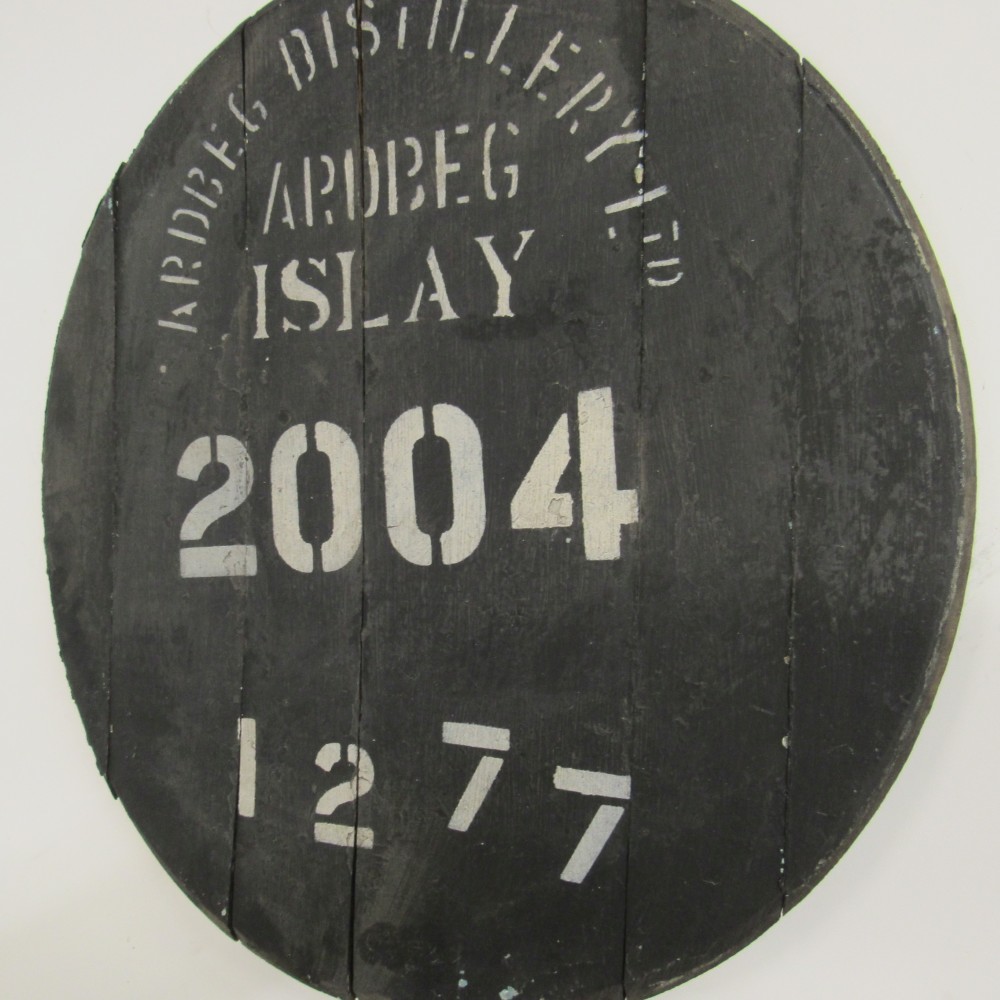 ARDBEG DISTILLERY LTD
ARDBEG
ISLAY
2004
1277